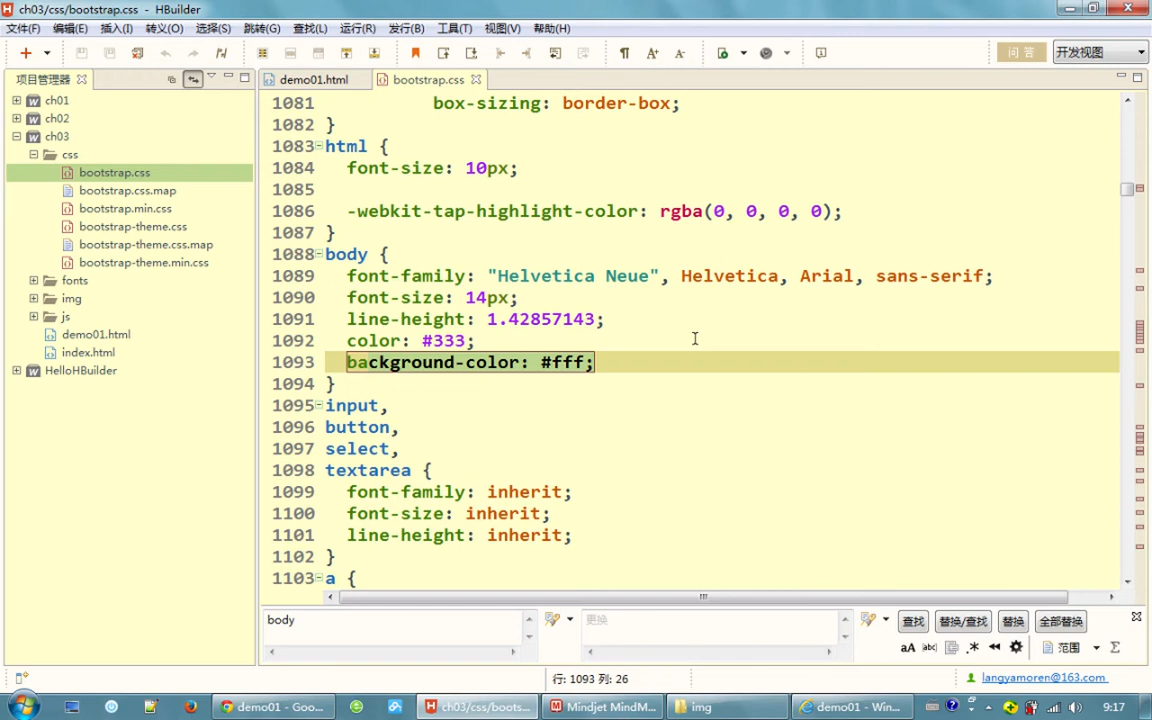 ch03/css/bootstrap.css - HBuilder
文件(F) 编辑(E) 插入(I) 转义(O) 选择(S) 跳转(G) 查找(L) 运行(R) 发行(B) 工具(T) 视图(V) 帮助(H)
问答 开发视图
项目管理器
demo01.html
bootstrap.css
ch01
ch02
ch03
css
bootstrap.css
bootstrap.css.map
bootstrap.min.css
bootstrap-theme.css
bootstrap-theme.css.map
bootstrap-theme.min.css
fonts
img
js
demo01.html
index.html
HelloHBuilder
1081 box-sizing: border-box;
1082 }
1083 html {
1084 font-size: 10px;
1085
1086 -webkit-tap-highlight-color: rgba(0, 0, 0, 0);
1087 }
1088 body {
1089 font-family: "Helvetica Neue", Helvetica, Arial, sans-serif;
1090 font-size: 14px;
1091 line-height: 1.42857143;
1092 color: #333;
1093 background-color: #fff;
1094 }
1095 input,
1096 button,
1097 select,
1098 textarea {
1099 font-family: inherit;
1100 font-size: inherit;
1101 line-height: inherit;
1102 }
1103 a {
body
更换
查找 替换/查找 替换 全部替换
aA abc .* 范围 Σ
行: 1093 列: 26
langyamoren@163.com
demo01 - Goo...
ch03/css/boots...
Mindjet MindM...
img
demo01 - Win...
9:17